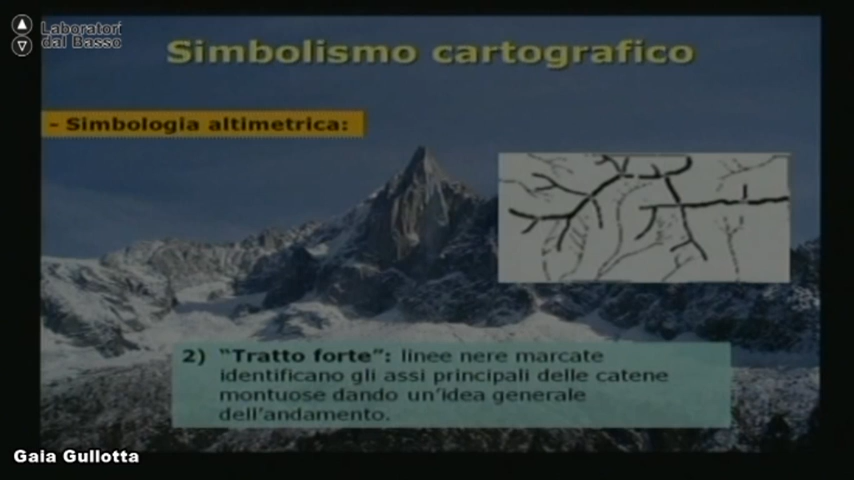 Laboratori
dal Basso
Simbolismo cartografico
- Simbologia altimetrica:
2) "Tratto forte": linee nere marcate
identificano gli assi principali delle catene
montuose dando un'idea generale
dell'andamento.
Gaia Gullotta